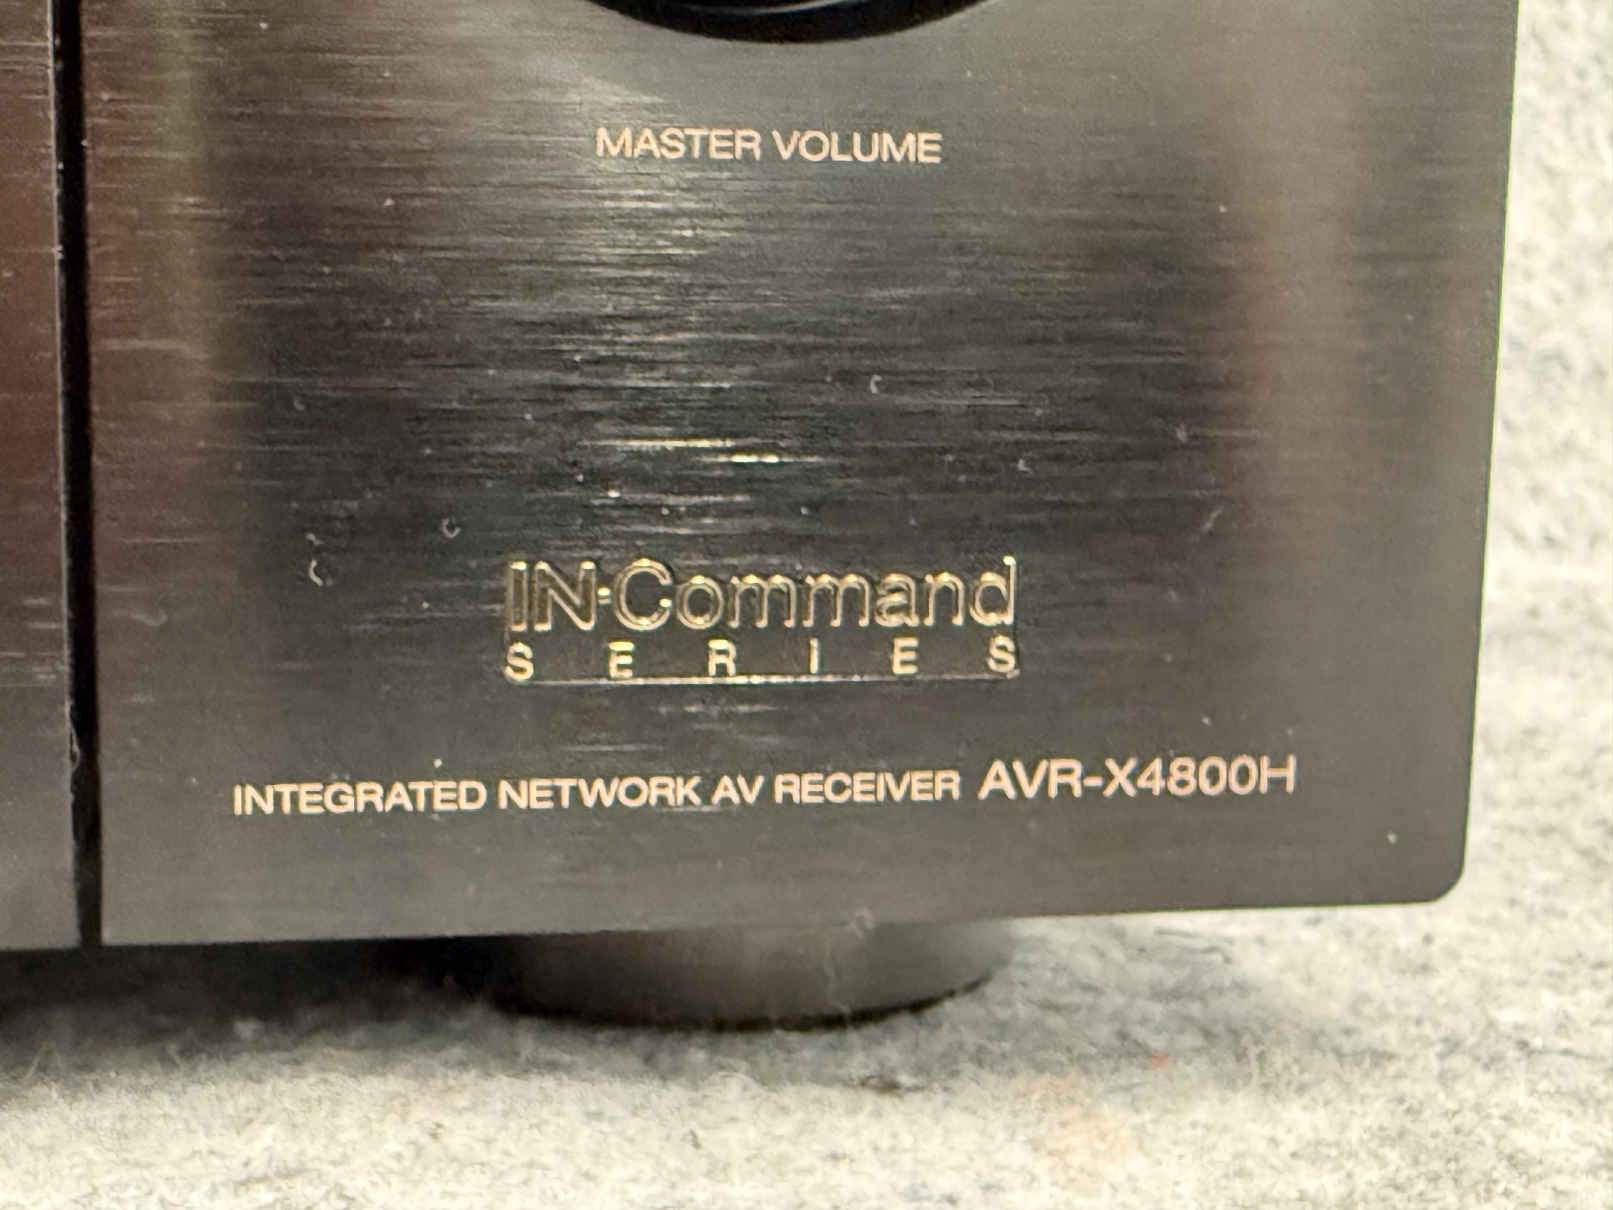 MASTER VOLUME
IN·Command
SERIES
INTEGRATED NETWORK AV RECEIVER AVR-X4800H